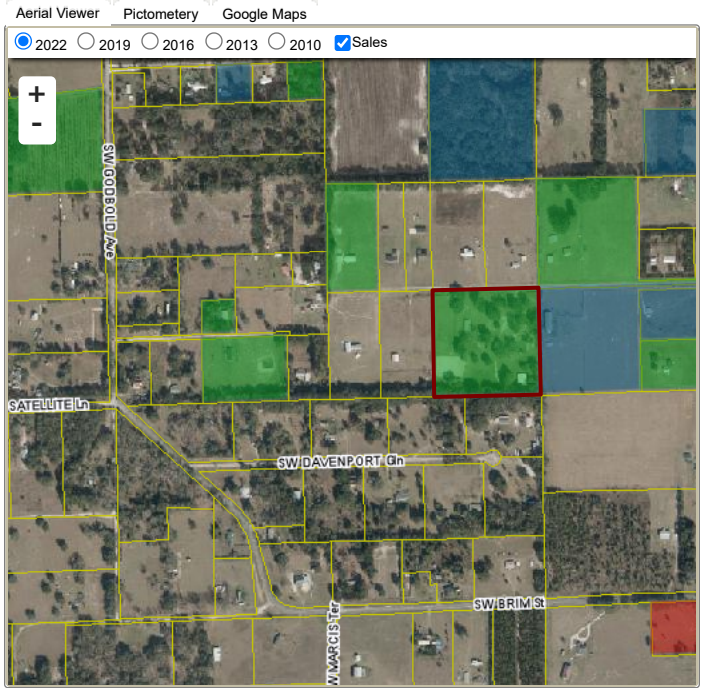 Aerial Viewer Pictometery Google Maps
2022 2019 2016 2013 2010 Sales
+
-
SW GODBOLD Ave
SATELLITE Ln
SW DAVENPORT Gln
SW BRIM St
W MARCIS Ter